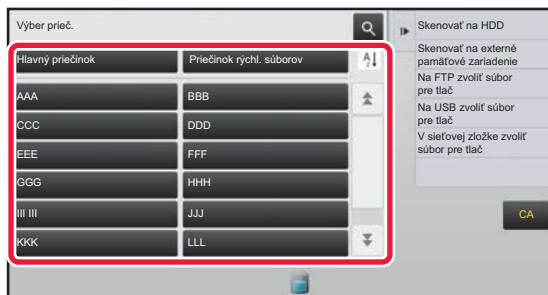 Výber prieč.
Hlavný priečinok
Priečinok rýchl. súborov
AAA
BBB
CCC
DDD
EEE
FFF
GGG
HHH
III III
JJJ
KKK
LLL
Skenovať na HDD
Skenovať na externé
pamäťové zariadenie
Na FTP zvoliť súbor
pre tlač
Na USB zvoliť súbor
pre tlač
V sieťovej zložke zvoliť
súbor pre tlač
CA